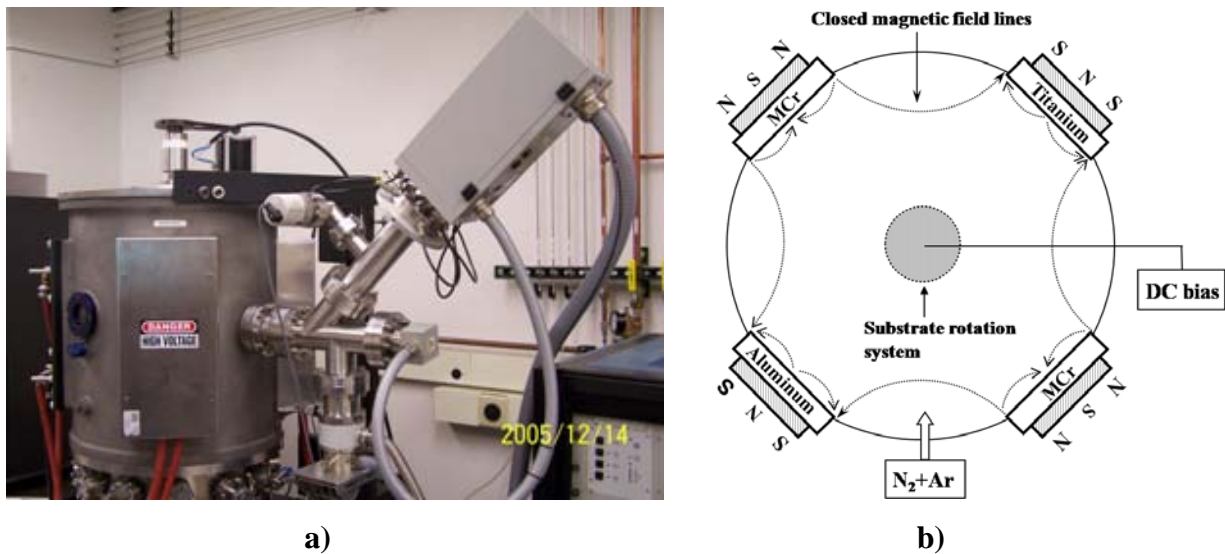 DANGER
HIGH VOLTAGE
2005/12/14
a)
Closed magnetic field lines
N S N
MCr
S N S
Titanium
DC bias
Substrate rotation
system
S N S
Aluminum
MCr
N S N
N₂+Ar
b)